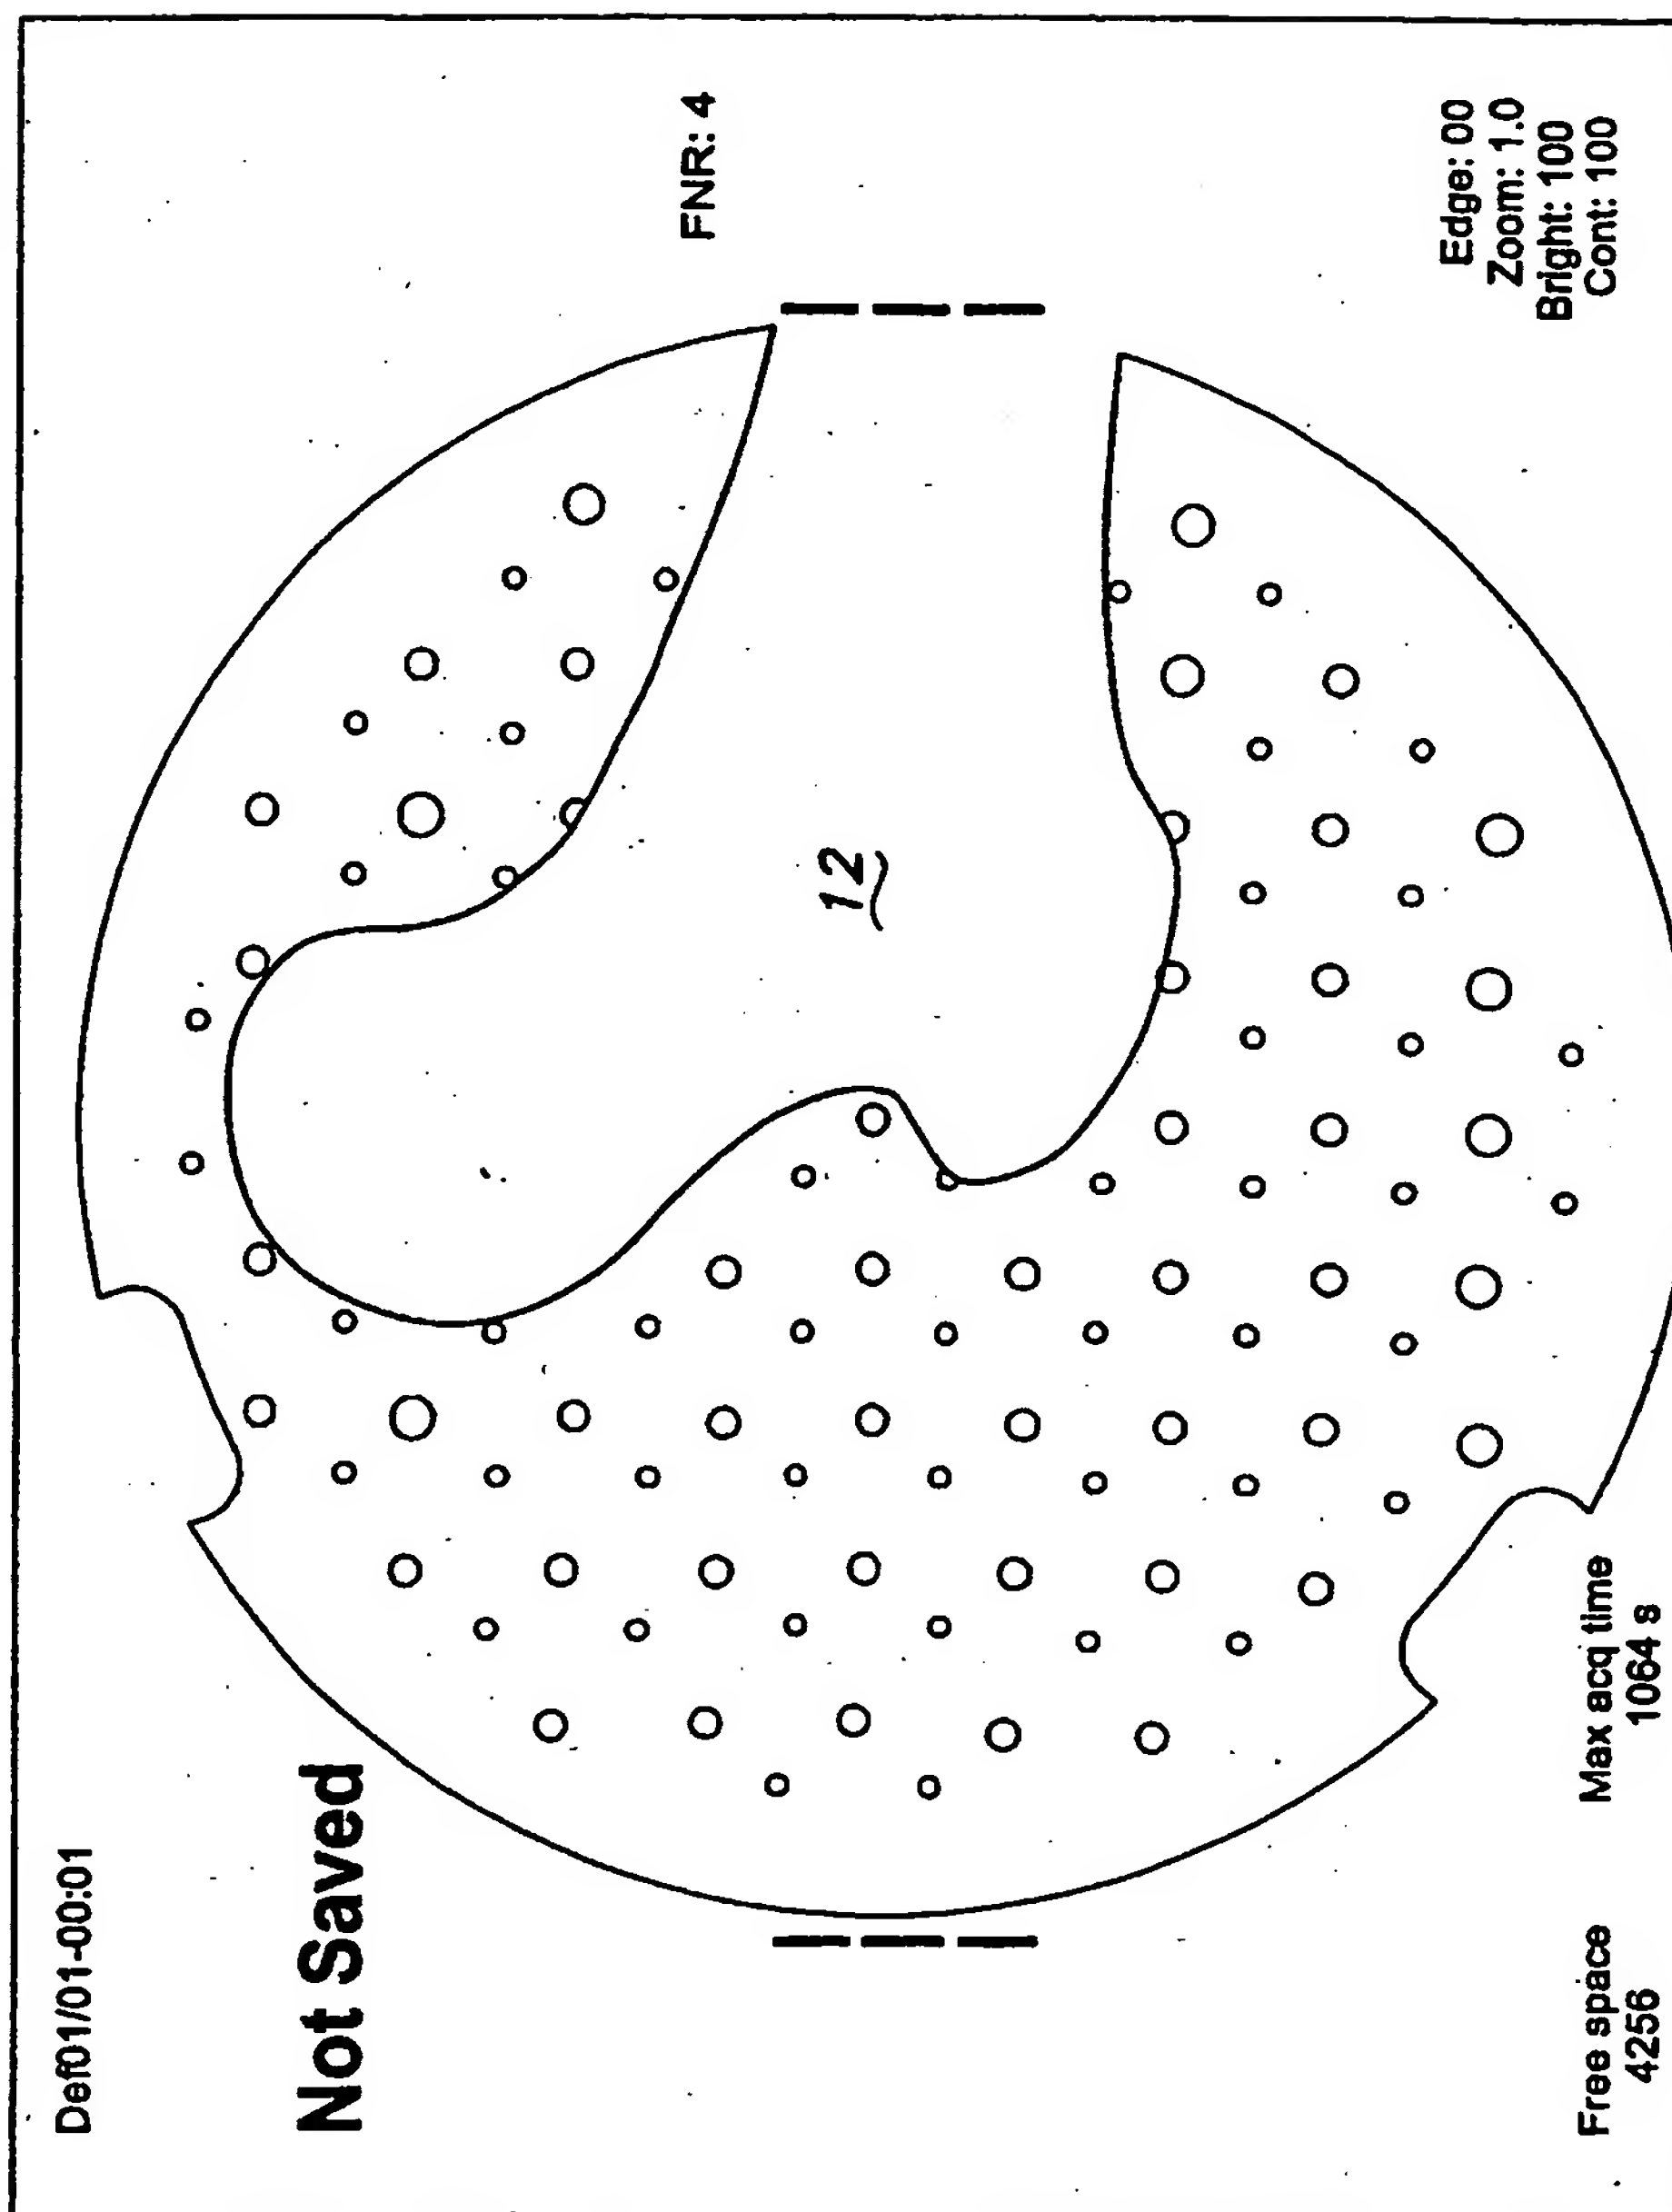 Def01/01-00:01
Not Saved
FNR: 4
12
Edge: 00
Zoom: 1.0
Bright: 100
Cont: 100
Free space
4256
Max acq time
1064 s